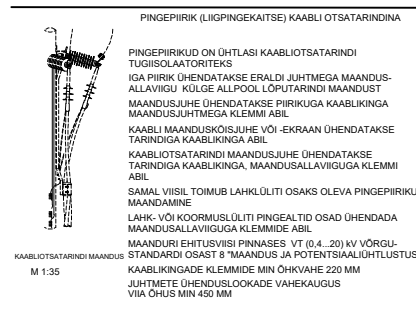 PINGEPIIRIK (LIIGPINGEKAITSE) KAABLI OTSATARINDINA
PINGEPIIRIKUD ON ÜHTLASI KAABLIOTSATARINDI
TUGIISOLAATORITEKS
IGA PIIRIK ÜHENDATAKSE ERALDI JUHTMEGA MAANDUS-
ALLAVIIGU KÜLGE ALLPOOL LÕPUTARINDI MAANDUST
MAANDUSJUHE ÜHENDATAKSE PIIRIKUGA KAABLIKINGA
MAANDUSJUHTMEGA KLEMMI ABIL
KAABLI MAANDUSKÖISJUHE VÕI -EKRAAN ÜHENDATAKSE
TARINDIGA KAABLIKINGA ABIL
KAABLIOTSATARINDI MAANDUSJUHE ÜHENDATAKSE
TARINDIGA KAABLIKINGA, MAANDUSALLAVIIGUGA KLEMMI
ABIL
SAMAL VIISIL TOIMUB LAHKLÜLITI OSAKS OLEVA PINGEPIIRIKU
MAANDAMINE
LAHK- VÕI KOORMUSLÜLITI PINGEALTID OSAD ÜHENDADA
MAANDUSALLAVIIGUGA KLEMMIDE ABIL
MAANDURI EHITUSVIISI PINNASES VT (0,4...20) kV VÕRGU-
STANDARDI OSAST 8 "MAANDUS JA POTENTSIAALIÜHTLUSTUS
KAABLIKINGADE KLEMMIDE MIN ÕHKVAHE 220 MM
JUHTMETE ÜHENDUSLOOKADE VAHEKAUGUS
VIIA ÕHUS MIN 450 MM
KAABLIOTSATARINDI MAANDUS
M 1:35